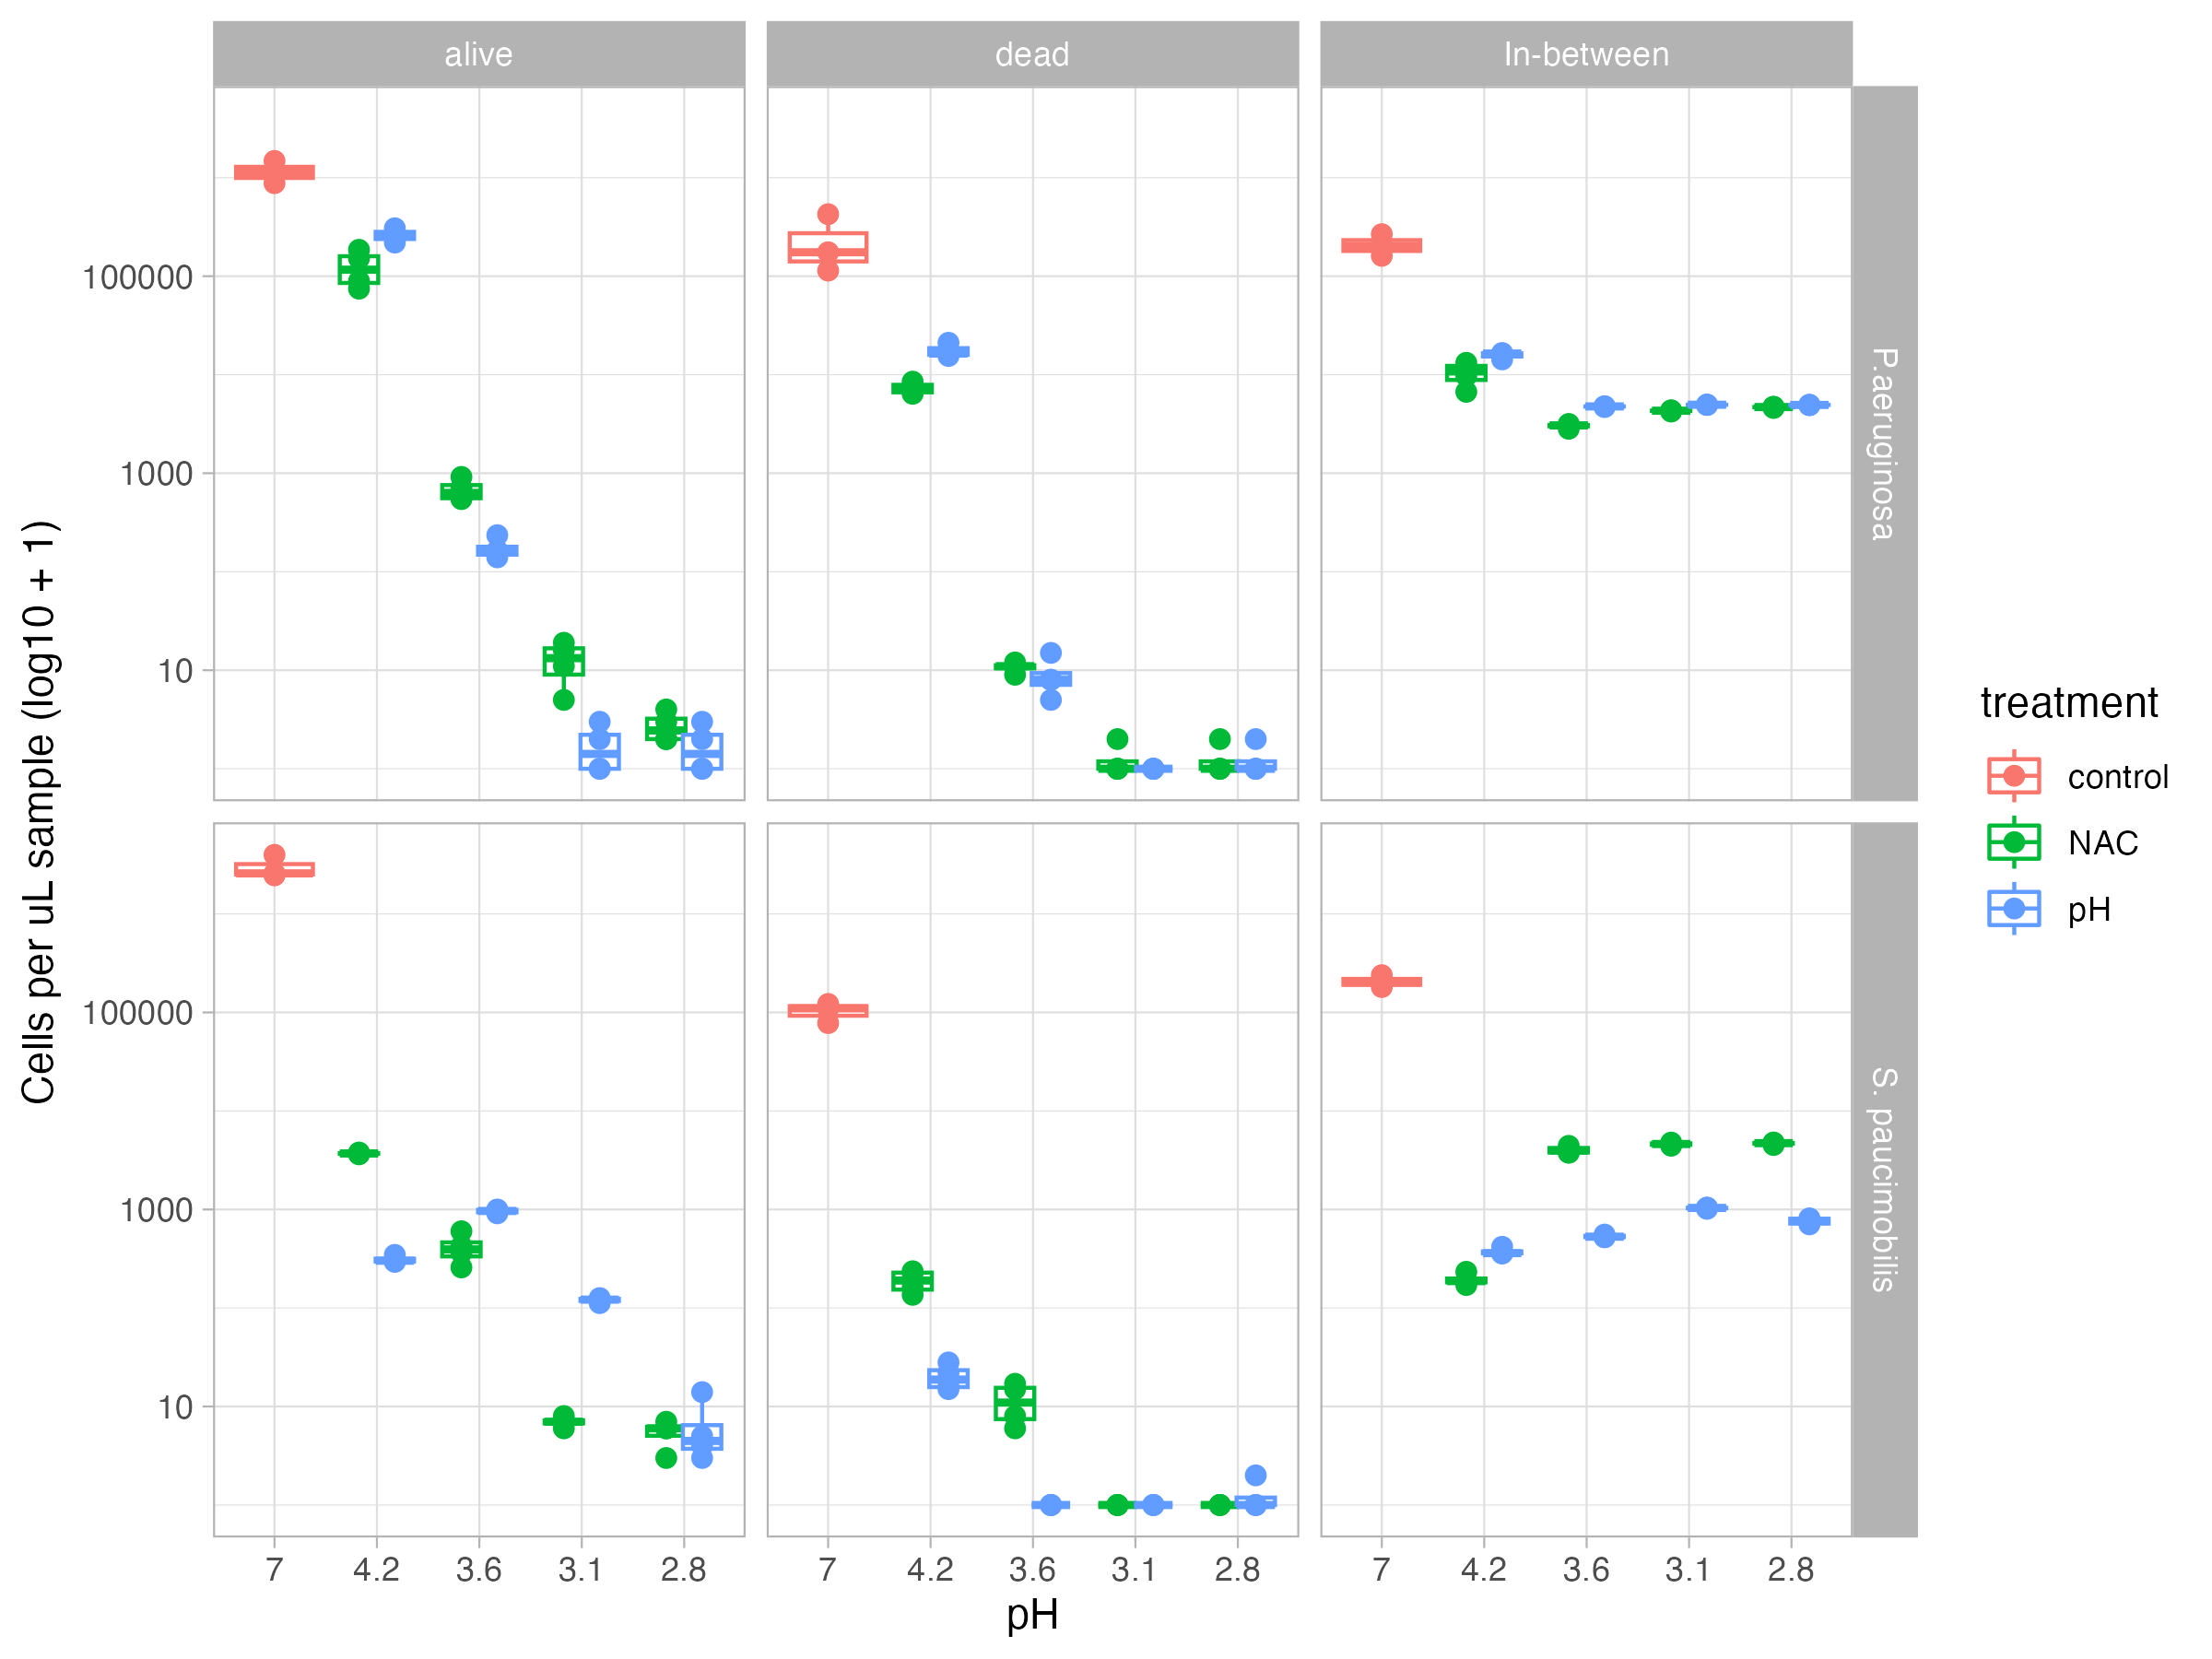 alive
dead
In-between
100000
1000
10
P.aeruginosa
100000
1000
10
S. paucimobilis
Cells per uL sample (log10 + 1)
7 4.2 3.6 3.1 2.8
7 4.2 3.6 3.1 2.8
7 4.2 3.6 3.1 2.8
pH
treatment
control
NAC
pH